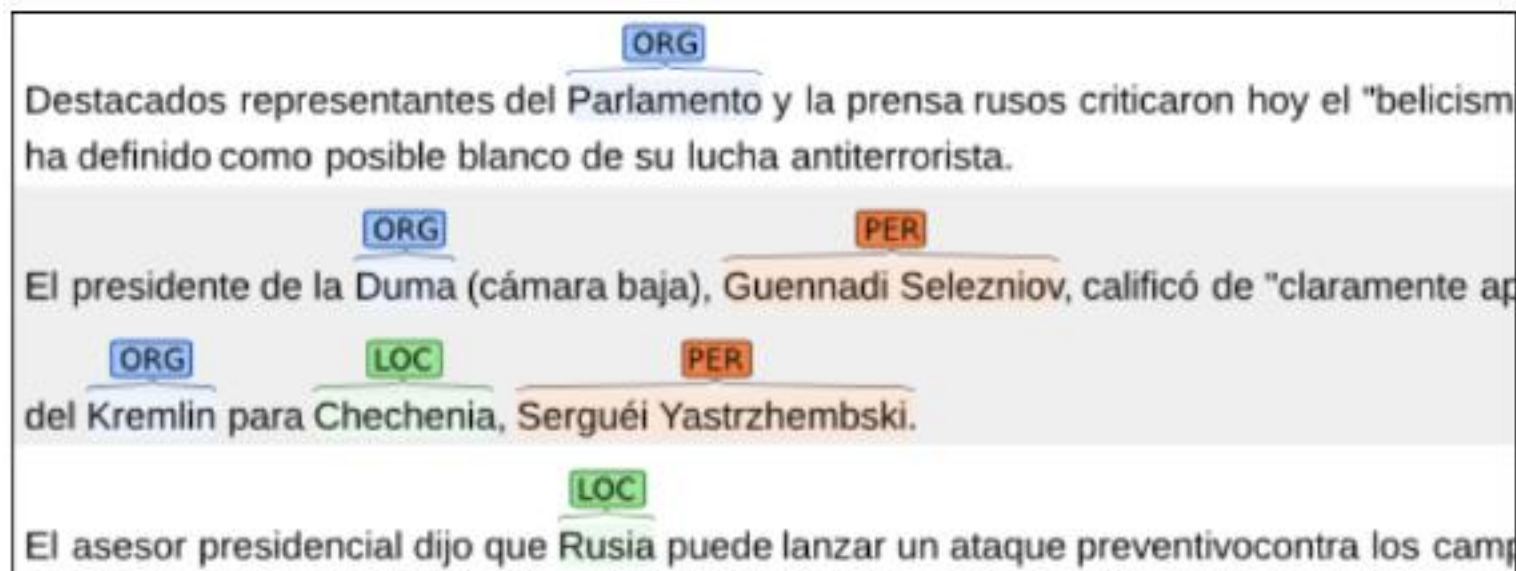 ORG
Destacados representantes del Parlamento y la prensa rusos criticaron hoy el "belicism
ha definido como posible blanco de su lucha antiterrorista.
ORG PER
El presidente de la Duma (cámara baja), Guennadi Selezniov, calificó de "claramente ap
ORG LOC PER
del Kremlin para Chechenia, Serguéi Yastrzhembski.
LOC
El asesor presidencial dijo que Rusia puede lanzar un ataque preventivocontra los camp